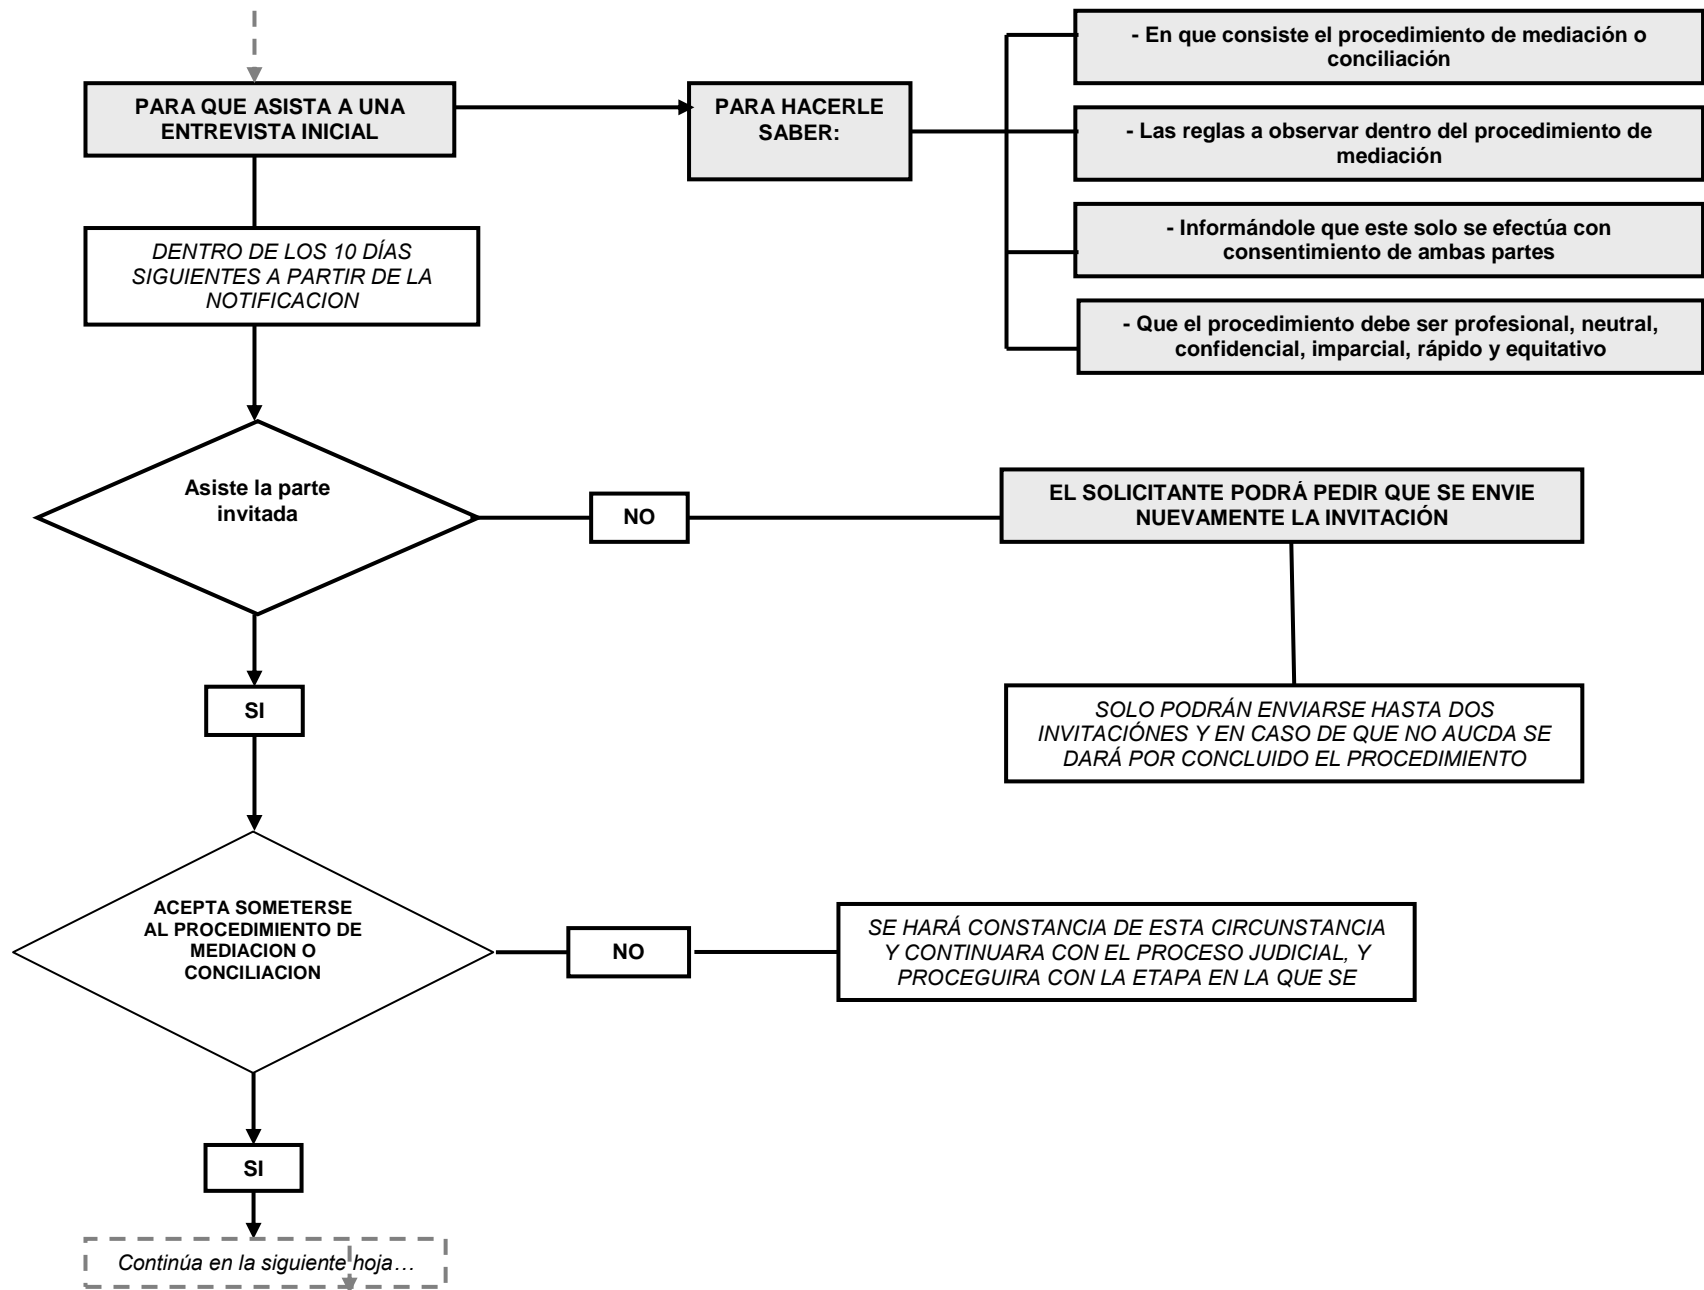 PARA QUE ASISTA A UNA
ENTREVISTA INICIAL
PARA HACERLE
SABER:
- En que consiste el procedimiento de mediación o
conciliación
- Las reglas a observar dentro del procedimiento de
mediación
- Informándole que este solo se efectúa con
consentimiento de ambas partes
- Que el procedimiento debe ser profesional, neutral,
confidencial, imparcial, rápido y equitativo
DENTRO DE LOS 10 DÍAS
SIGUIENTES A PARTIR DE LA
NOTIFICACION
Asiste la parte
invitada
NO
EL SOLICITANTE PODRÁ PEDIR QUE SE ENVIE
NUEVAMENTE LA INVITACIÓN
SI
SOLO PODRÁN ENVIARSE HASTA DOS
INVITACIÓNES Y EN CASO DE QUE NO AUCDA SE
DARÁ POR CONCLUIDO EL PROCEDIMIENTO
ACEPTA SOMETERSE
AL PROCEDIMIENTO DE
MEDIACION O
CONCILIACION
NO
SE HARÁ CONSTANCIA DE ESTA CIRCUNSTANCIA
Y CONTINUARA CON EL PROCESO JUDICIAL, Y
PROCEGUIRA CON LA ETAPA EN LA QUE SE
SI
Continúa en la siguiente hoja…